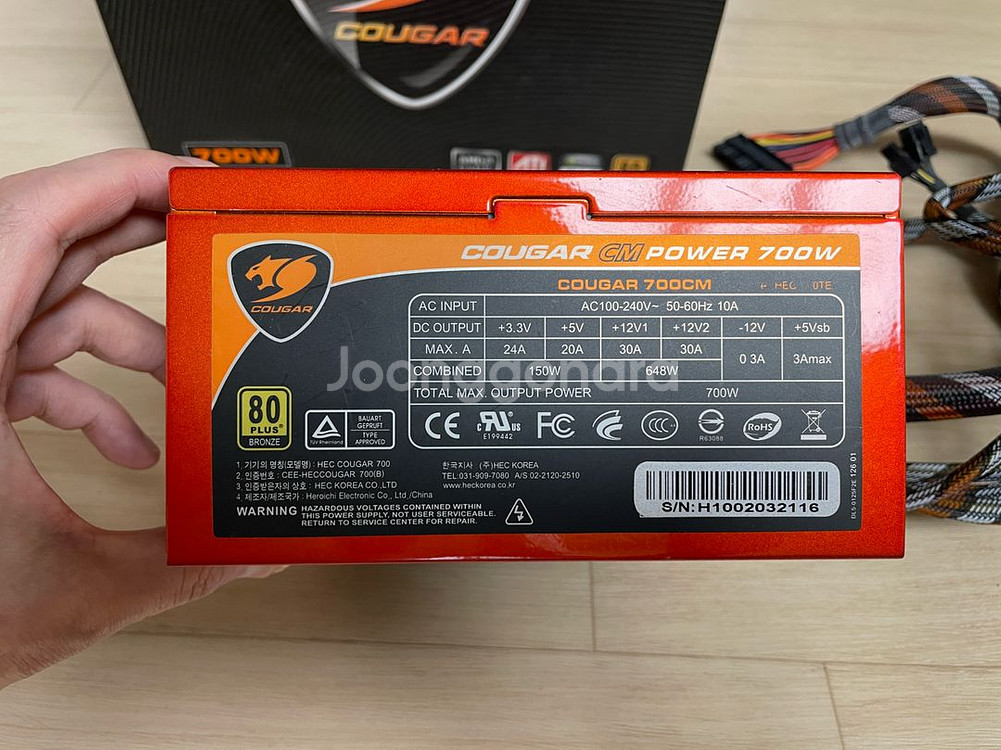 COUGAR
700W
ATI
COUGAR CM POWER 700W
COUGAR
COUGAR 700CM
HEC
AC INPUT AC100-240V~ 50-60Hz 10A
DC OUTPUT +3.3V +5V +12V1 +12V2 -12V +5Vsb
MAX. A 24A 20A 30A 30A 0 3A 3Amax
COMBINED 150W 648W
TOTAL MAX. OUTPUT POWER 700W
Joonggonara
80
PLUS®
BRONZE
TÜVRheinland
BAUART
GEPRUFT
TYPE
APPROVED
CE
c RU US
E199442
FC
CCC
R63088
RoHS
1. 기기의 명칭(모델명) : HEC COUGAR 700
2. 인증번호 : CEE-HECCOUGAR 700(B)
3. 인증받은자의 상호 : HEC KOREA CO.,LTD
4. 제조자/제조국가 : Heroichi Electronic Co., Ltd,/China
한국지사 (주)HEC KOREA
TEL:031-909-7080 A/S 02-2120-2510
www.heckorea.co.kr
WARNING HAZARDOUS VOLTAGES CONTAINED WITHIN
THIS POWER SUPPLY, NOT USER SERVICEABLE.
RETURN TO SERVICE CENTER FOR REPAIR.
S/N:H1002032116